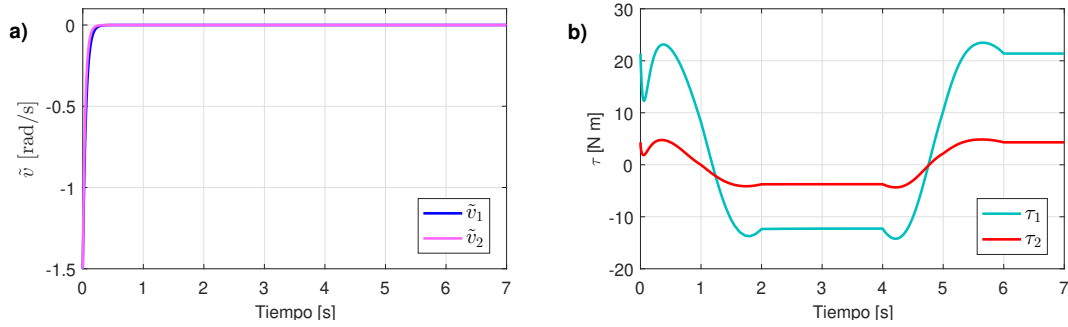 a)
0
-0.5
-1
-1.5
ṽ [rad/s]
ṽ₁
ṽ₂
0 1 2 3 4 5 6 7
Tiempo [s]
b)
30
20
10
0
-10
-20
τ [N m]
τ₁
τ₂
0 1 2 3 4 5 6 7
Tiempo [s]